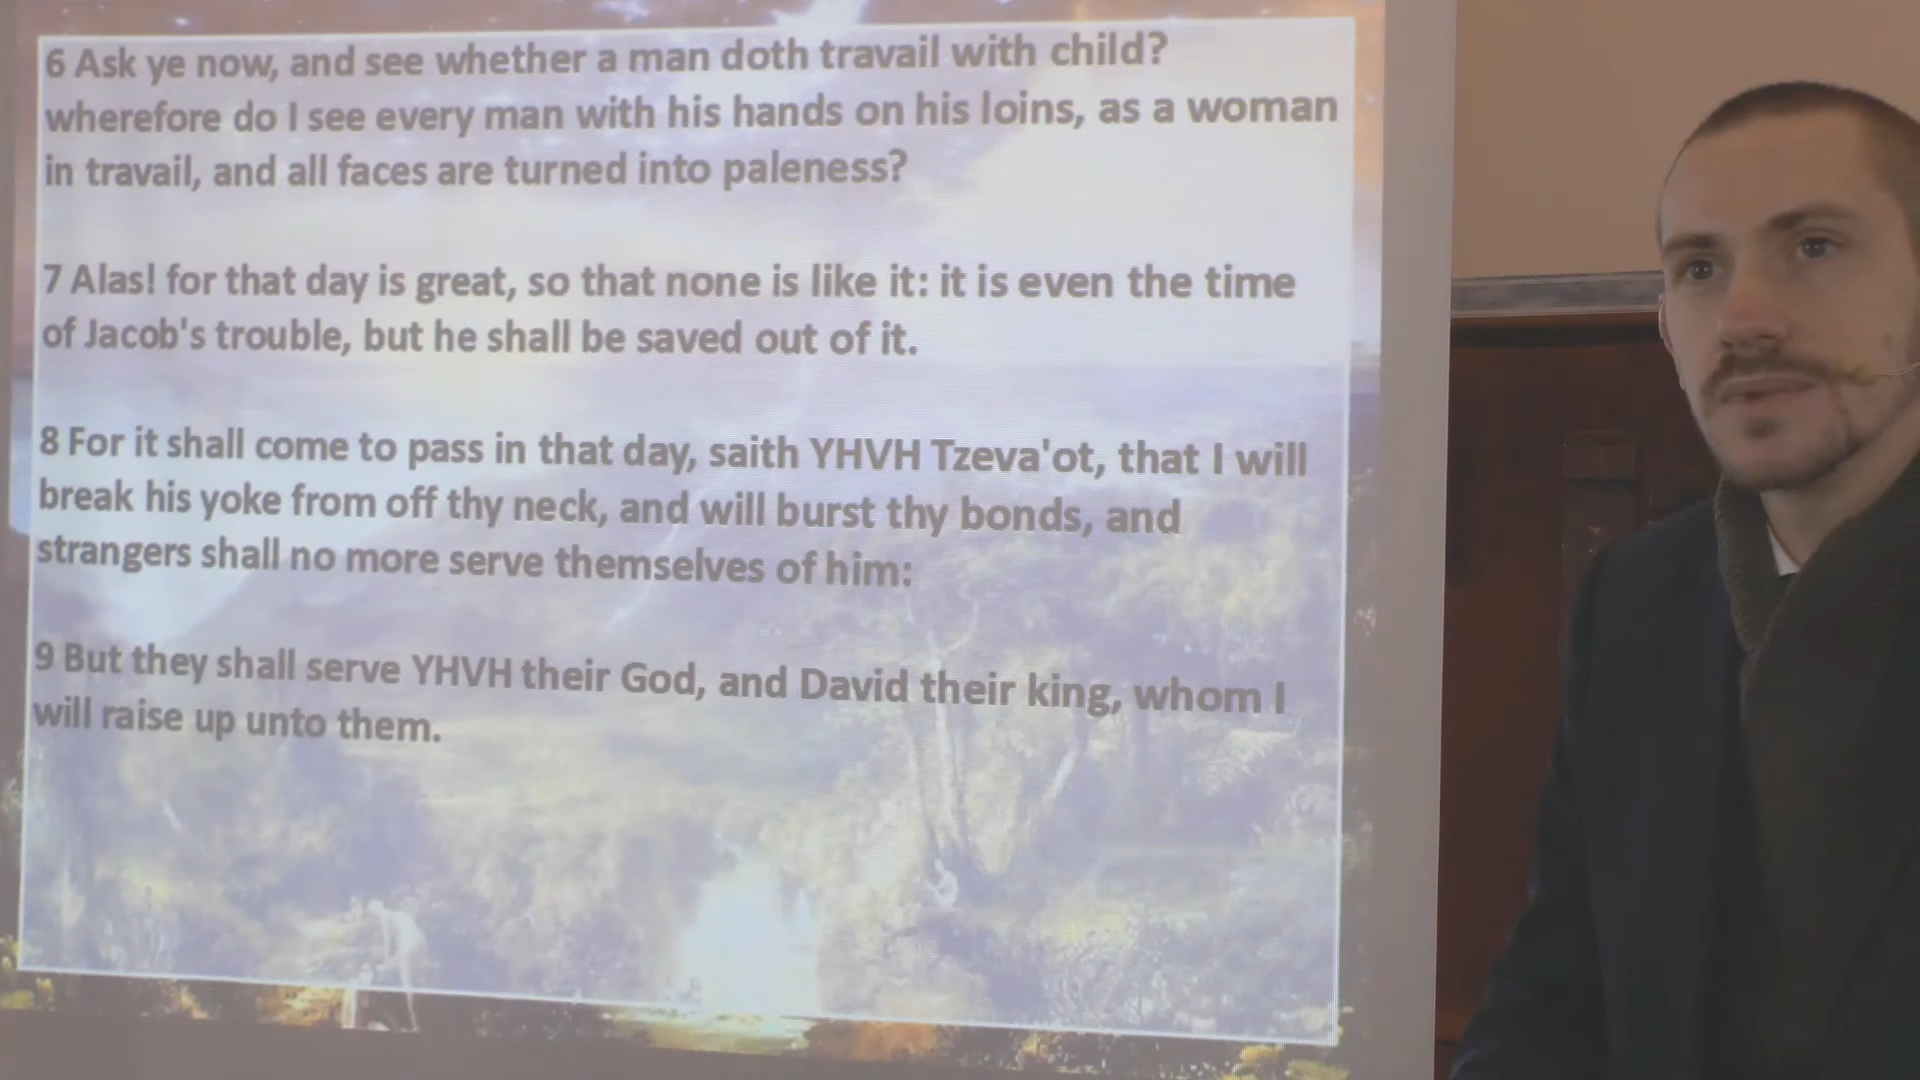 6 Ask ye now, and see whether a man doth travail with child?
wherefore do I see every man with his hands on his loins, as a woman
in travail, and all faces are turned into paleness?
7 Alas! for that day is great, so that none is like it: it is even the time
of Jacob's trouble, but he shall be saved out of it.
8 For it shall come to pass in that day, saith YHVH Tzeva'ot, that I will
break his yoke from off thy neck, and will burst thy bonds, and
strangers shall no more serve themselves of him:
9 But they shall serve YHVH their God, and David their king, whom I
will raise up unto them.